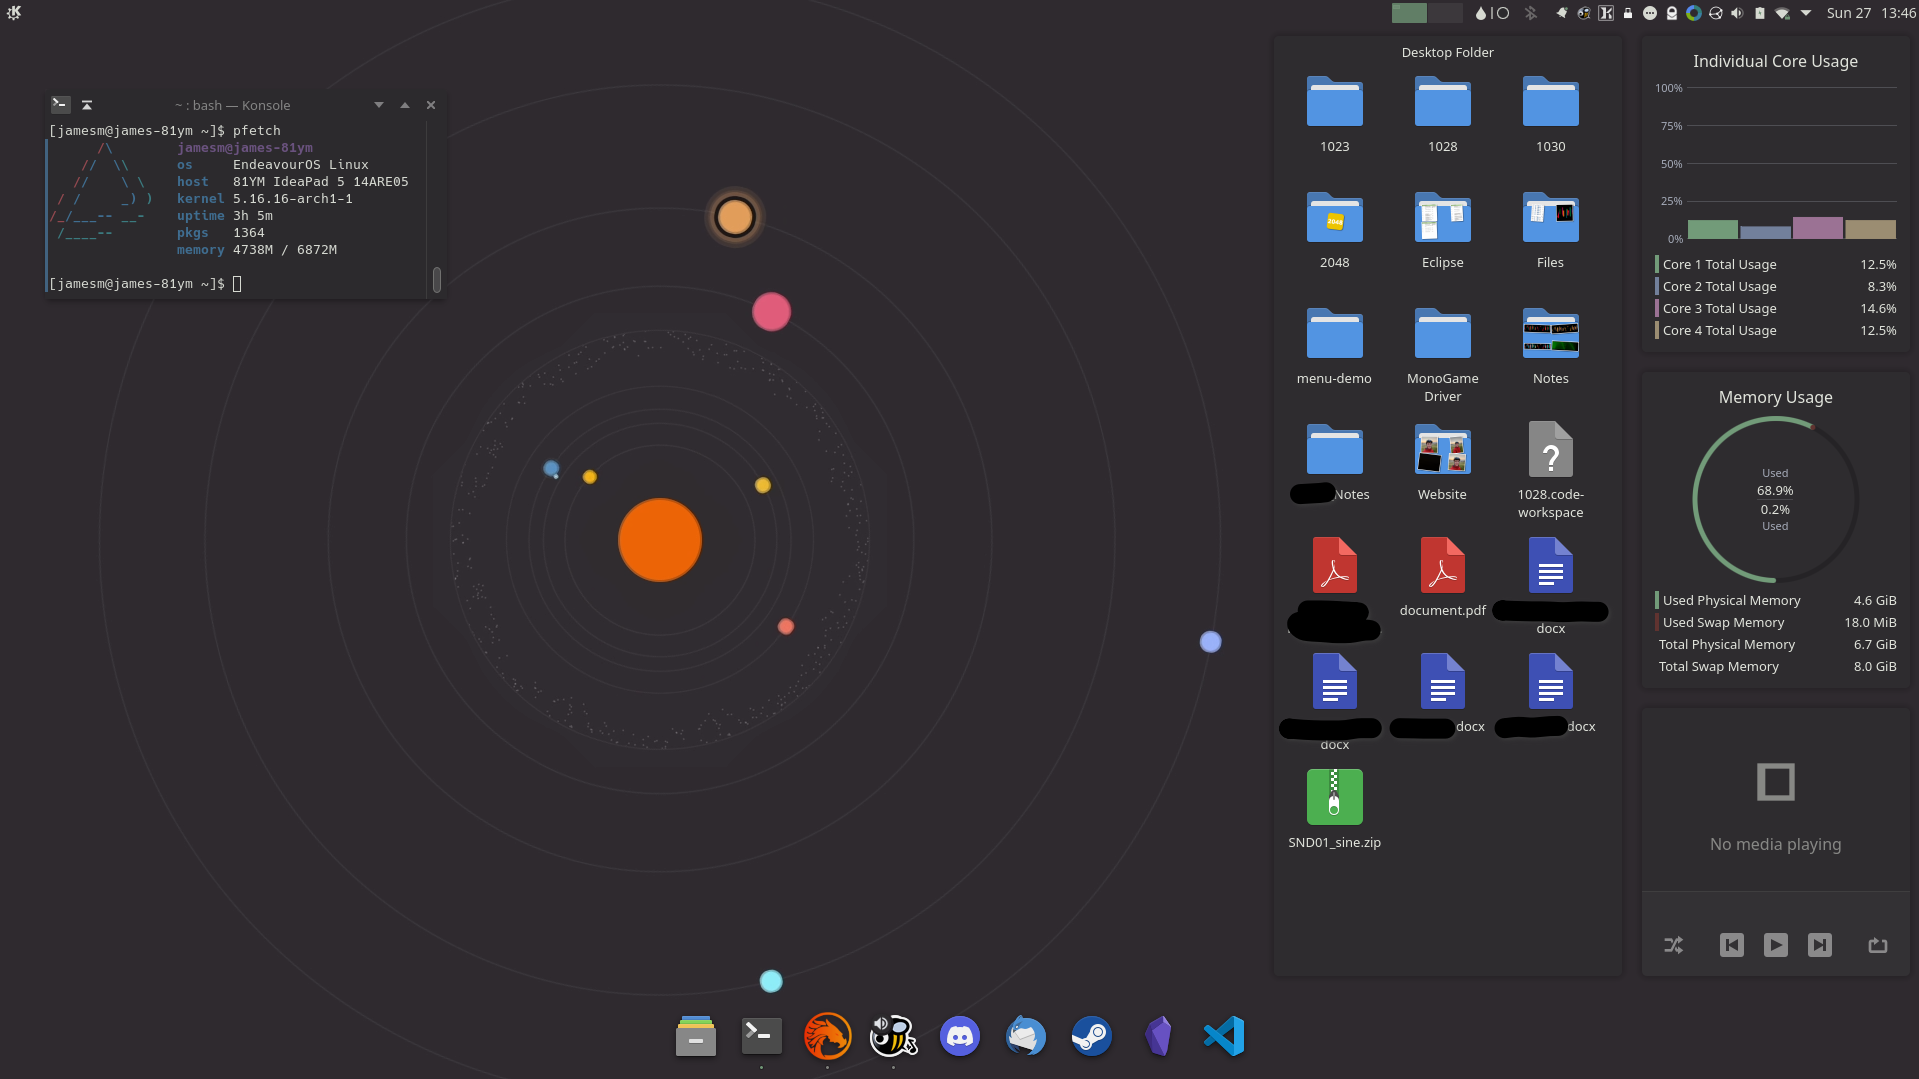 Sun 27 13:46
~ : bash — Konsole
[jamesm@james-81ym ~]$ pfetch
jamesm@james-81ym
os EndeavourOS Linux
host 81YM IdeaPad 5 14ARE05
kernel 5.16.16-arch1-1
uptime 3h 5m
pkgs 1364
memory 4738M / 6872M
[jamesm@james-81ym ~]$
Desktop Folder
1023
1028
1030
2048
2048
Eclipse
Files
menu-demo
MonoGame
Driver
Notes
Notes
Website
1028.code-
workspace
document.pdf
docx
docx
docx
docx
SND01_sine.zip
Individual Core Usage
100%
75%
50%
25%
0%
Core 1 Total Usage 12.5%
Core 2 Total Usage 8.3%
Core 3 Total Usage 14.6%
Core 4 Total Usage 12.5%
Memory Usage
Used
68.9%
0.2%
Used
Used Physical Memory 4.6 GiB
Used Swap Memory 18.0 MiB
Total Physical Memory 6.7 GiB
Total Swap Memory 8.0 GiB
No media playing